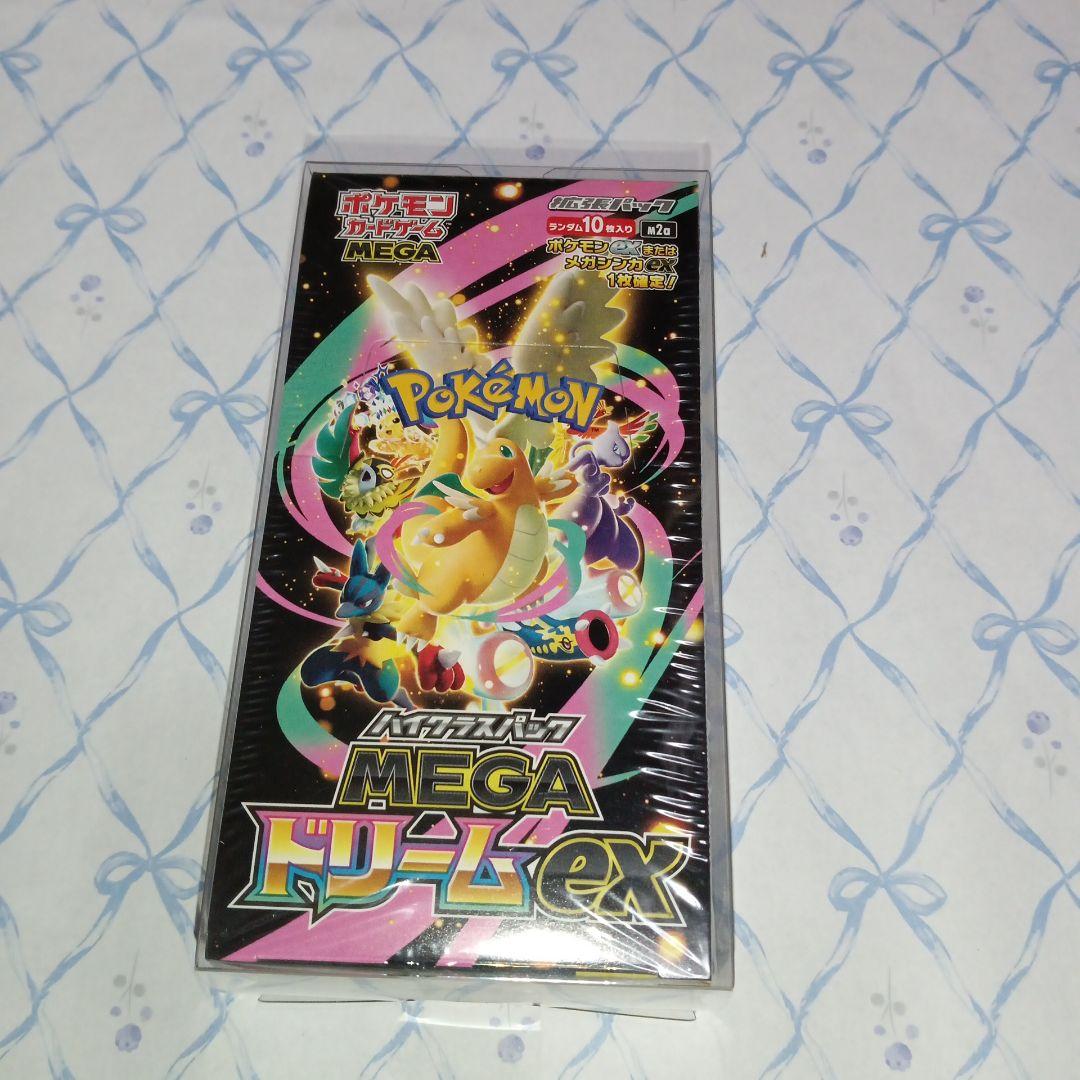 ポケモン
カードゲーム
MEGA
拡張パック
ランダム10枚入り M2a
ポケモンexまたは
メガシンカex
1枚確定!
POKéMON
TM
ハイクラスパック
MEGA
ドリームex